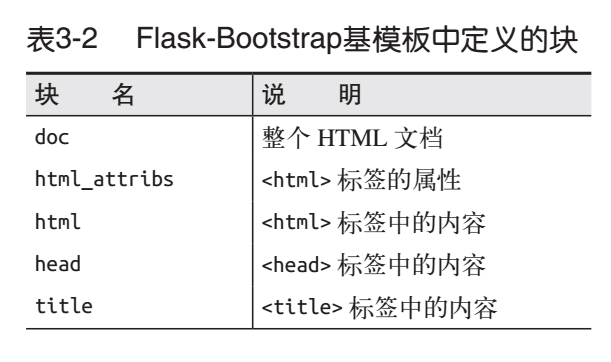 表3-2 Flask-Bootstrap基模板中定义的块
块 名 说 明
doc 整个 HTML 文档
html_attribs <html> 标签的属性
html <html> 标签中的内容
head <head> 标签中的内容
title <title> 标签中的内容